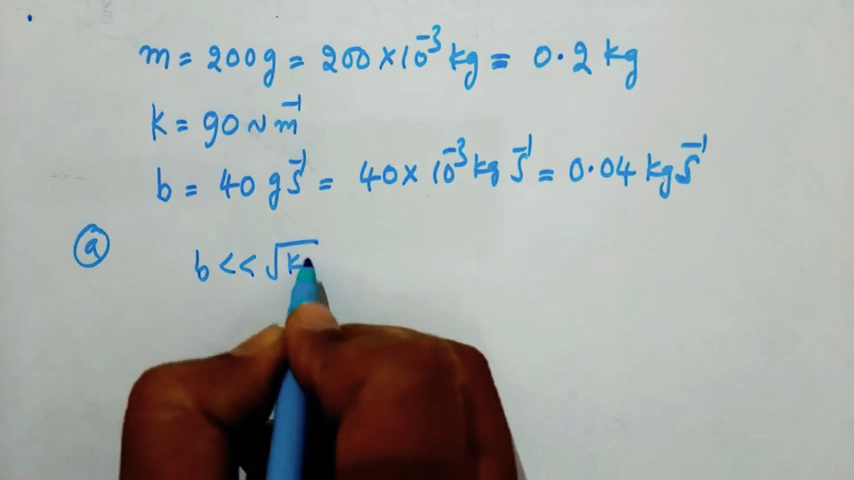 m = 200g = 200 × 10⁻³ kg = 0.2 kg
k = 90 N m⁻¹
b = 40 g s⁻¹ = 40 × 10⁻³ kg s⁻¹ = 0.04 kg s⁻¹
(a) b << √k